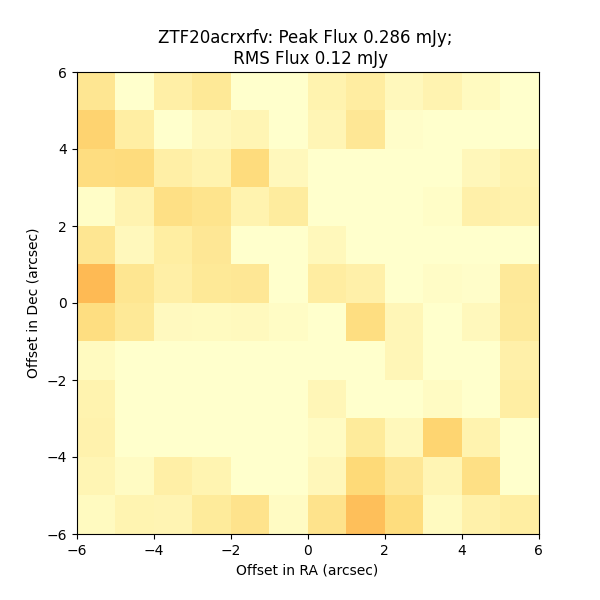 ZTF20acrxrfv: Peak Flux 0.286 mJy;
RMS Flux 0.12 mJy
6
4
2
0
−2
−4
−6
Offset in Dec (arcsec)
−6 −4 −2 0 2 4 6
Offset in RA (arcsec)